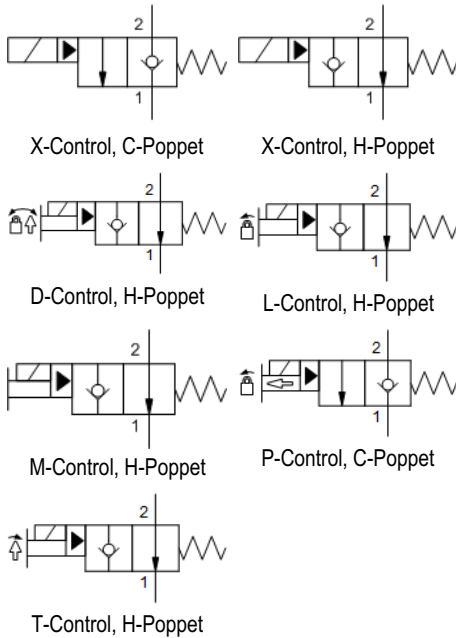 2
1
X-Control, C-Poppet
2
1
X-Control, H-Poppet
2
1
D-Control, H-Poppet
2
1
L-Control, H-Poppet
2
1
M-Control, H-Poppet
2
1
P-Control, C-Poppet
2
1
T-Control, H-Poppet